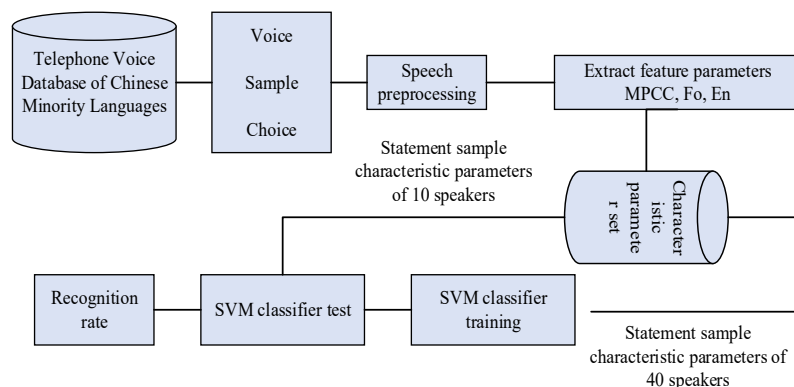 Telephone Voice
Database of Chinese
Minority Languages
Voice
Sample
Choice
Speech
preprocessing
Extract feature parameters
MPCC, Fo, En
Statement sample
characteristic parameters
of 10 speakers
Character
istic
paramete
r set
Recognition
rate
SVM classifier test
SVM classifier
training
Statement sample
characteristic parameters of
40 speakers